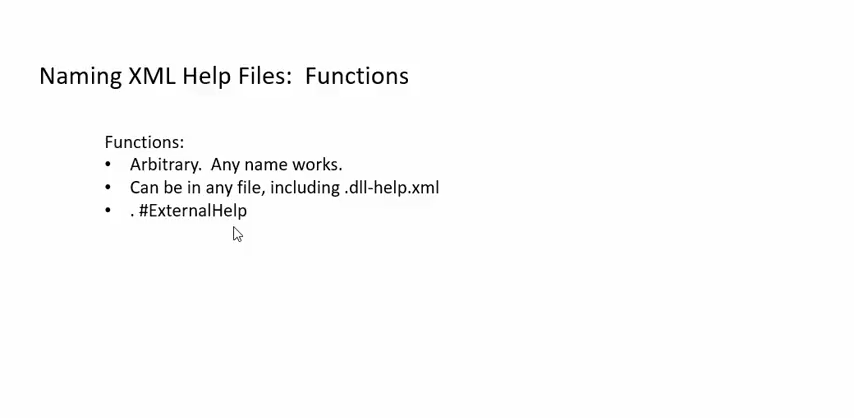 Naming XML Help Files:  Functions
Functions:
• Arbitrary.  Any name works.
• Can be in any file, including .dll-help.xml
• . #ExternalHelp